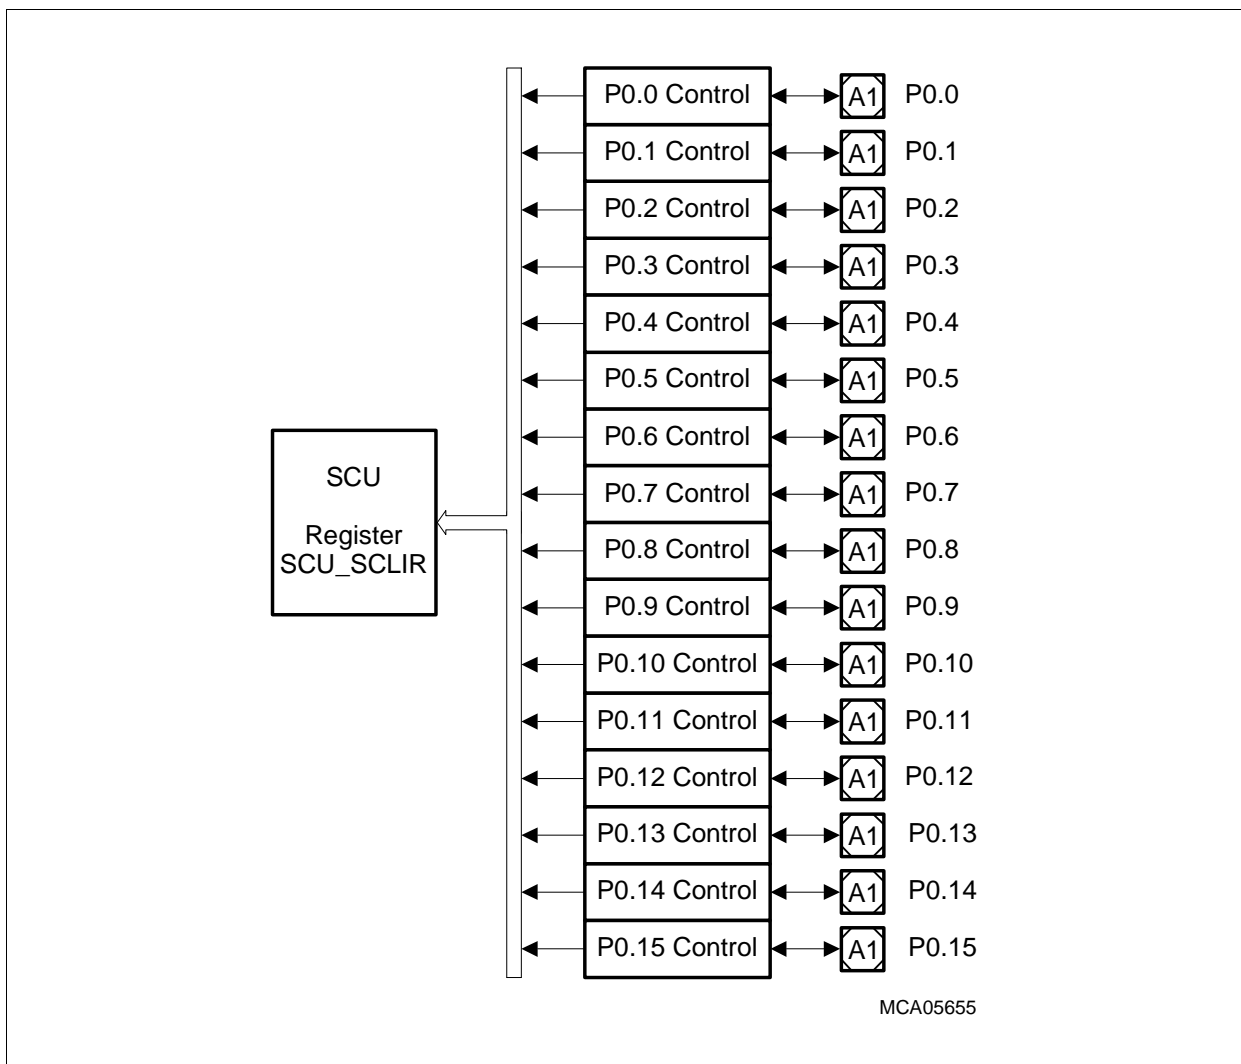 P0.0 Control A1 P0.0
P0.1 Control A1 P0.1
P0.2 Control A1 P0.2
P0.3 Control A1 P0.3
P0.4 Control A1 P0.4
P0.5 Control A1 P0.5
P0.6 Control A1 P0.6
SCU
P0.7 Control A1 P0.7
Register
P0.8 Control A1 P0.8
SCU_SCLIR
P0.9 Control A1 P0.9
P0.10 Control A1 P0.10
P0.11 Control A1 P0.11
P0.12 Control A1 P0.12
P0.13 Control A1 P0.13
P0.14 Control A1 P0.14
P0.15 Control A1 P0.15
MCA05655